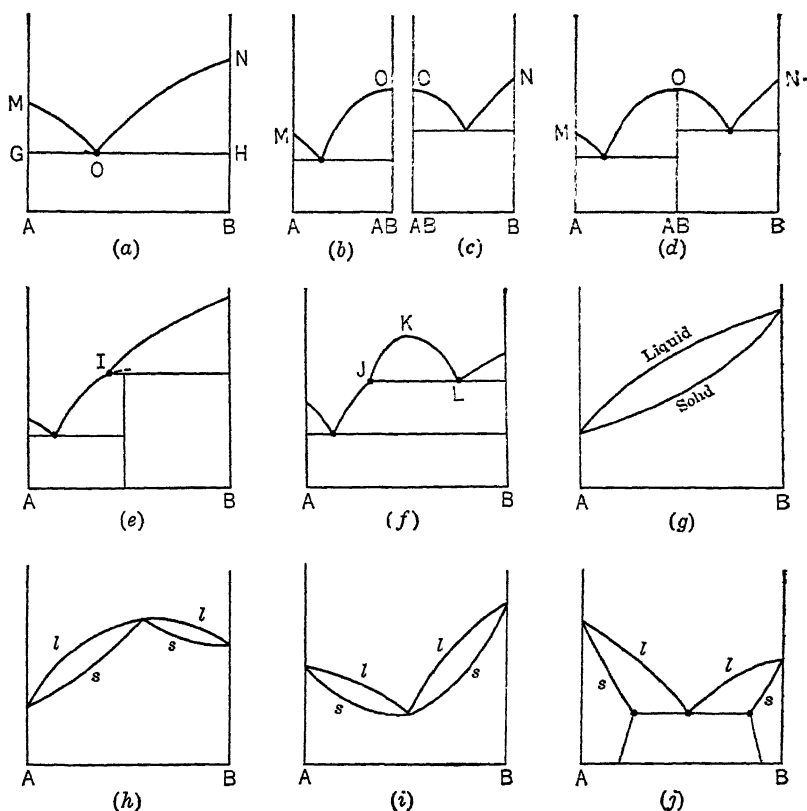 M
N
G
O
H
A
B
(a)
M
O
A
AB
(b)
O
N
AB
B
(c)
M
O
N
A
AB
B
(d)
I
A
B
(e)
J
K
L
A
B
(f)
Liquid
Solid
A
B
(g)
l
s
l
s
A
B
(h)
l
s
l
s
A
B
(i)
s
l
l
s
A
B
(j)